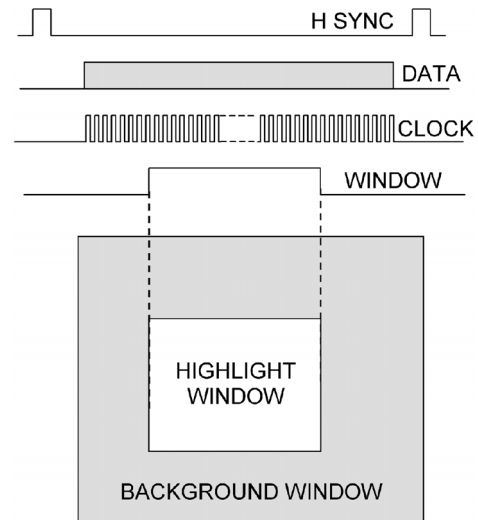 H SYNC
DATA
CLOCK
WINDOW
HIGHLIGHT
WINDOW
BACKGROUND WINDOW